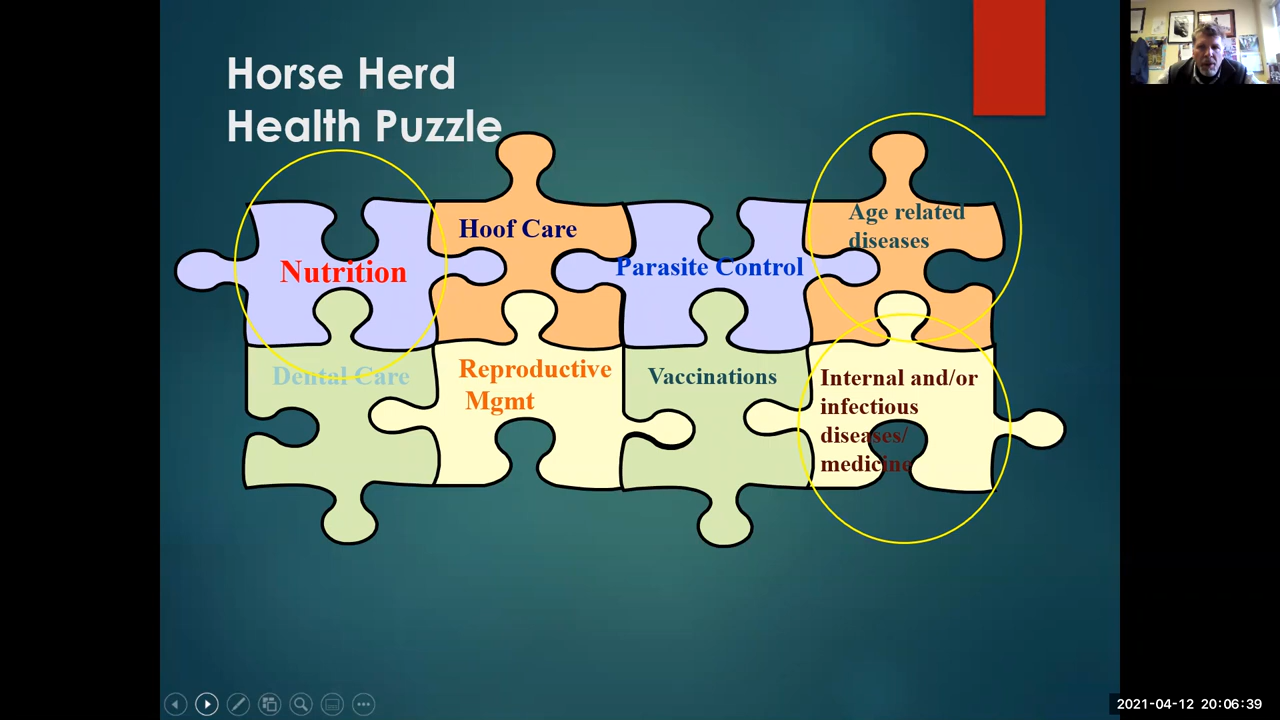 Horse Herd
Health Puzzle
Nutrition
Hoof Care
Parasite Control
Age related
diseases
Dental Care
Reproductive
Mgmt
Vaccinations
Internal and/or
infectious
diseases/
medicine
2021-04-12 20:06:39